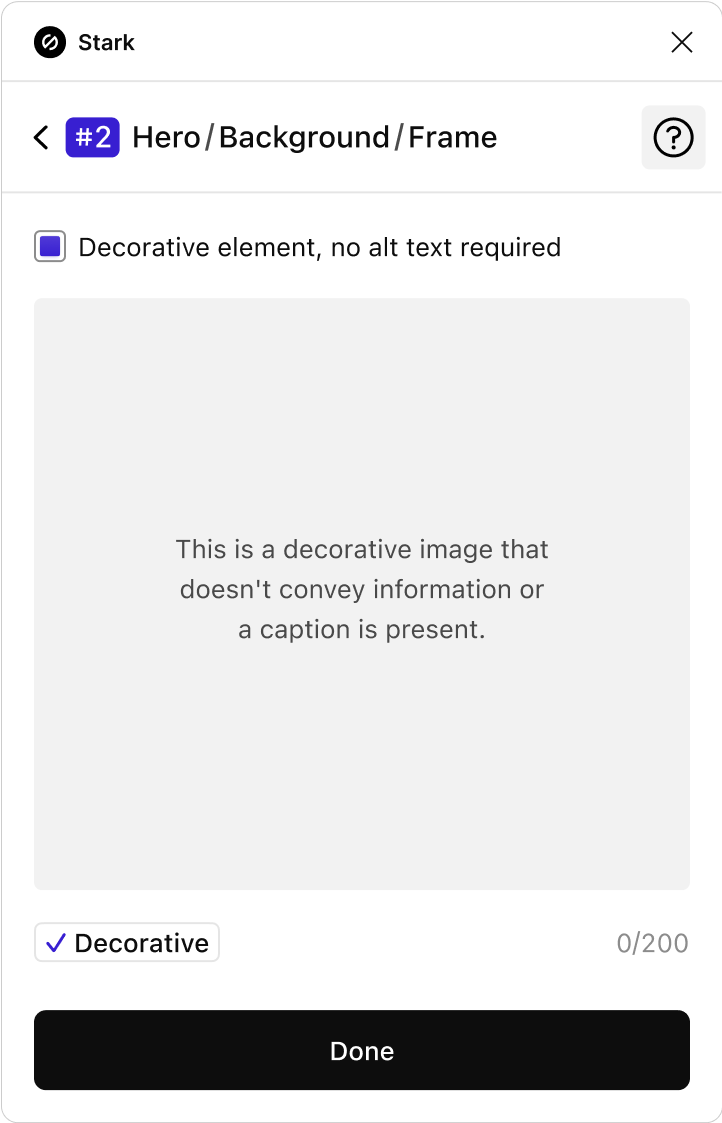 Stark
#2 Hero/Background/Frame
Decorative element, no alt text required
This is a decorative image that
doesn't convey information or
a caption is present.
Decorative 0/200
Done